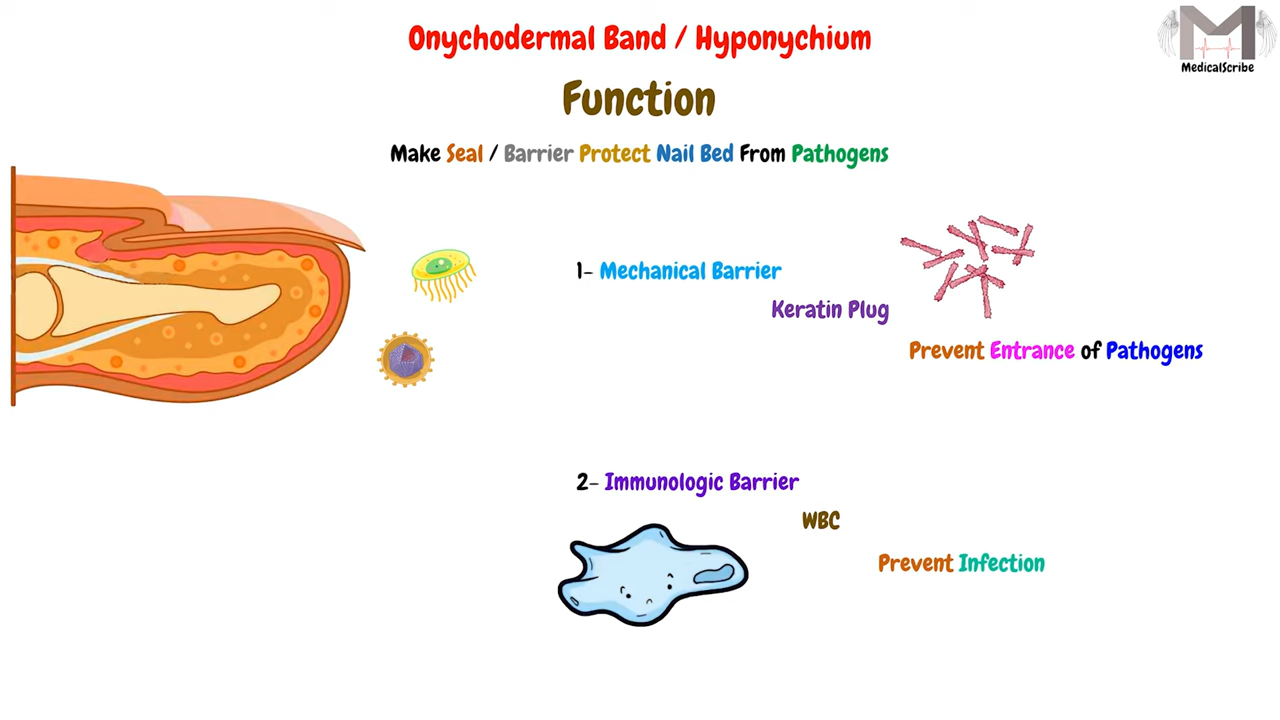 Onychodermal Band / Hyponychium
MedicalScribe
Function
Make Seal / Barrier Protect Nail Bed From Pathogens
1- Mechanical Barrier
Keratin Plug
Prevent Entrance of Pathogens
2- Immunologic Barrier
WBC
Prevent Infection